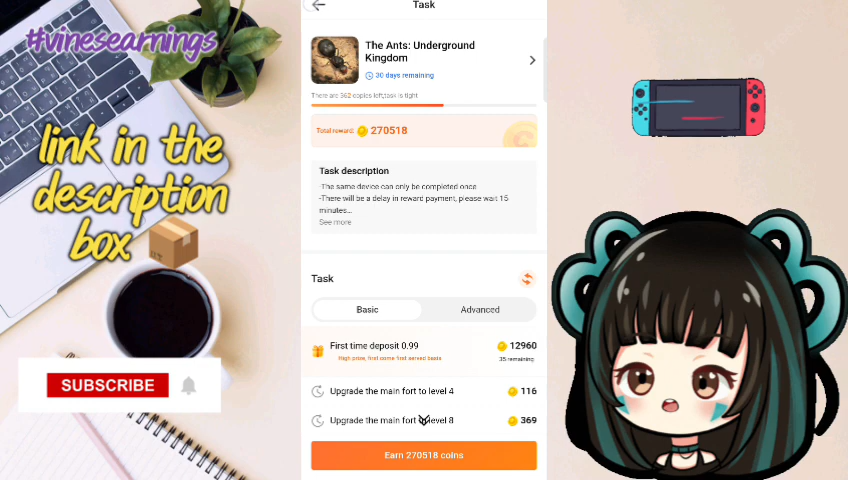 #vinesearnings
link in the
description
box
SUBSCRIBE
Task
The Ants: Underground
Kingdom
30 days remaining
There are 362 copies left,task is tight
Total reward: 270518
Task description
-The same device can only be completed once
-There will be a delay in reward payment, please wait 15
minutes...
See more
Task
Basic Advanced
First time deposit 0.99 12960
High prize, first come first served basis 35 remaining
Upgrade the main fort to level 4 116
Upgrade the main fort level 8 369
Earn 270518 coins